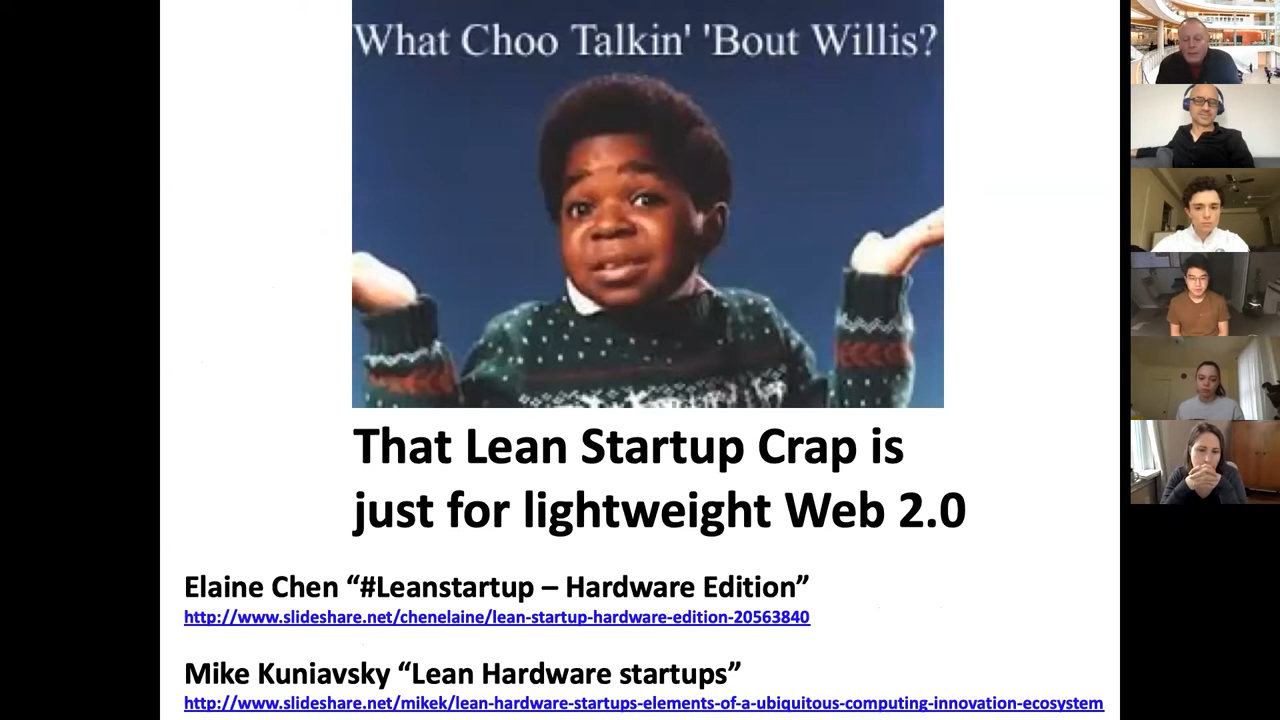 What Choo Talkin' 'Bout Willis?
That Lean Startup Crap is
just for lightweight Web 2.0
Elaine Chen “#Leanstartup – Hardware Edition”
http://www.slideshare.net/chenelaine/lean-startup-hardware-edition-20563840
Mike Kuniavsky “Lean Hardware startups”
http://www.slideshare.net/mikek/lean-hardware-startups-elements-of-a-ubiquitous-computing-innovation-ecosystem